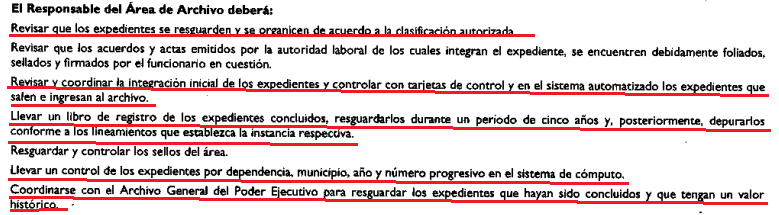 El Responsable del Área de Archivo deberá:
Revisar que los expedientes se resguarden y se organicen de acuerdo a la clasificación autorizada.
Revisar que los acuerdos y actas emitidos por la autoridad laboral de los cuales integran el expediente, se encuentren debidamente foliados,
sellados y firmados por el funcionario en cuestión.
Revisar y coordinar la integración inicial de los expedientes y controlar con tarjetas de control y en el sistema automatizado los expedientes que
salen e ingresan al archivo.
Llevar un libro de registro de los expedientes concluidos, resguardarlos durante un periodo de cinco años y, posteriormente, depurarlos
conforme a los lineamientos que establezca la instancia respectiva.
Resguardar y controlar los sellos del área.
Llevar un control de los expedientes por dependencia, municipio, año y número progresivo en el sistema de cómputo.
Coordinarse con el Archivo General del Poder Ejecutivo para resguardar los expedientes que hayan sido concluidos y que tengan un valor
histórico.